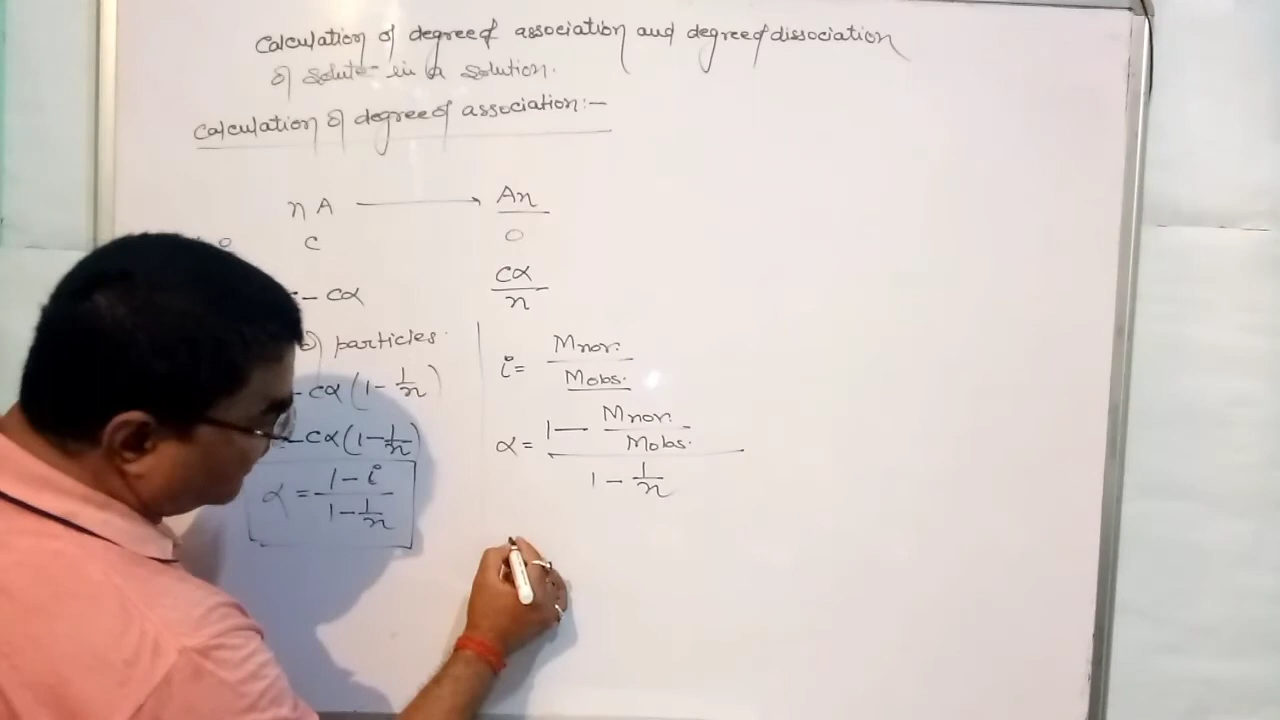 Calculation of degree of association and degree of dissociation
of solute in a solution.
Calculation of degree of association:-
nA ⟶ An
C 0
- Cα Cα/n
particles.
- Cα(1 - 1/n)
- Cα(1 - 1/n)
α = (1 - i)/(1 - 1/n)
i = Mnor./Mobs.
α = (1 - Mnor./Mobs.)/(1 - 1/n)